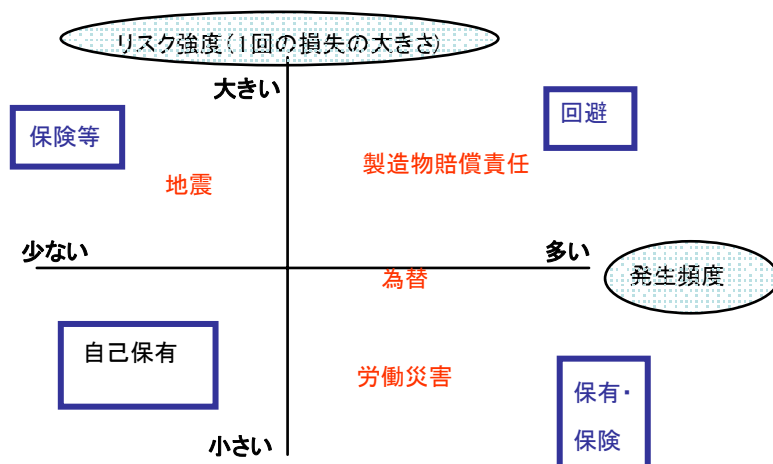 リスク強度(1回の損失の大きさ)
大きい
保険等
回避
地震
製造物賠償責任
少ない
多い
為替
発生頻度
自己保有
労働災害
保有・
保険
小さい